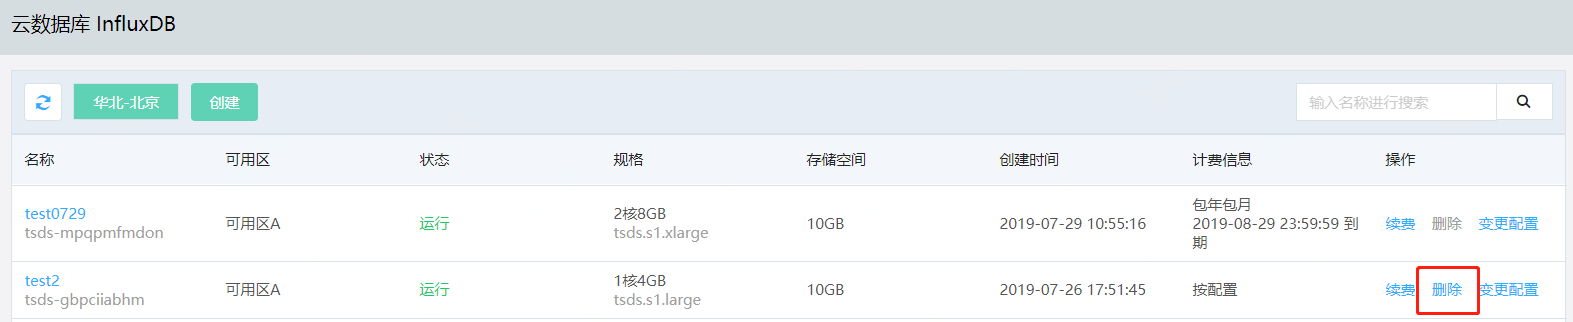 云数据库 InfluxDB
华北-北京 创建 输入名称进行搜索
名称 可用区 状态 规格 存储空间 创建时间 计费信息 操作
test0729
tsds-mpqpmfmdon
可用区A
运行
2核8GB
tsds.s1.xlarge
10GB
2019-07-29 10:55:16
包年包月
2019-08-29 23:59:59 到
期
续费 删除 变更配置
test2
tsds-gbpciiabhm
可用区A
运行
1核4GB
tsds.s1.large
10GB
2019-07-26 17:51:45
按配置
续费 删除 变更配置